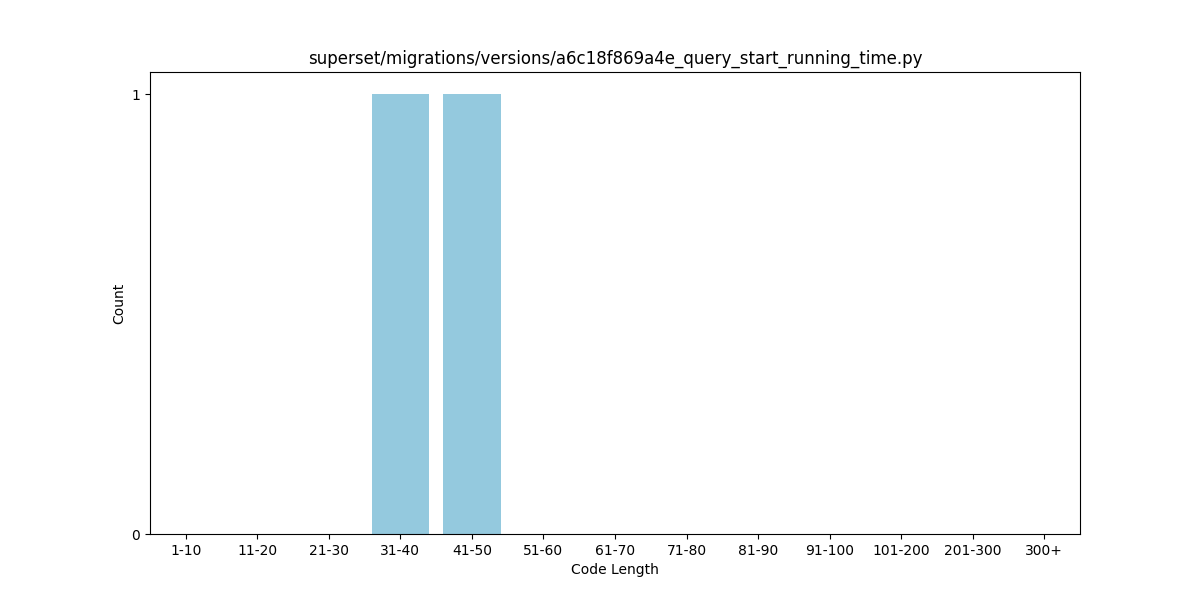 superset/migrations/versions/a6c18f869a4e_query_start_running_time.py
1
Count
0
1-10 11-20 21-30 31-40 41-50 51-60 61-70 71-80 81-90 91-100 101-200 201-300 300+
Code Length